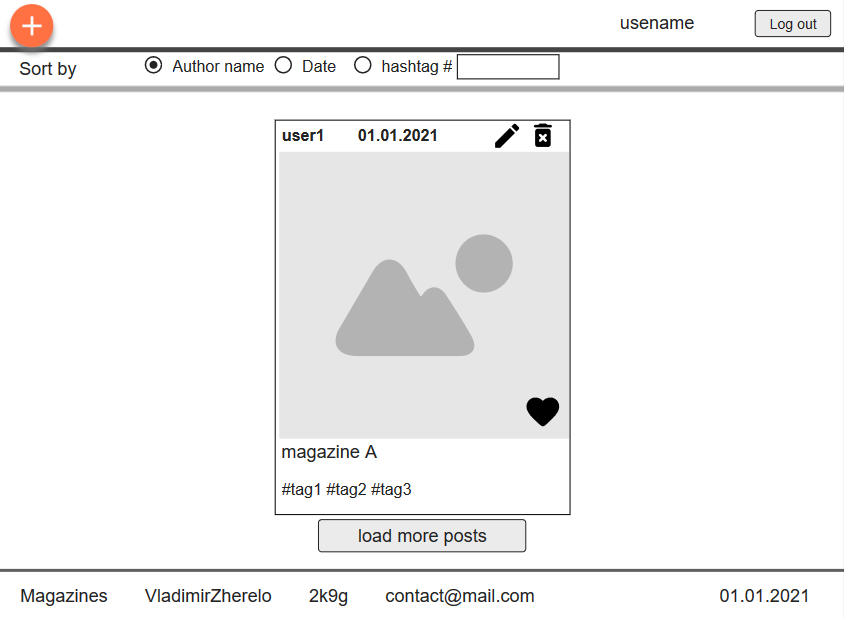 usename Log out
Sort by Author name Date hashtag #
user1 01.01.2021
magazine A
#tag1 #tag2 #tag3
load more posts
Magazines VladimirZherelo 2k9g contact@mail.com 01.01.2021